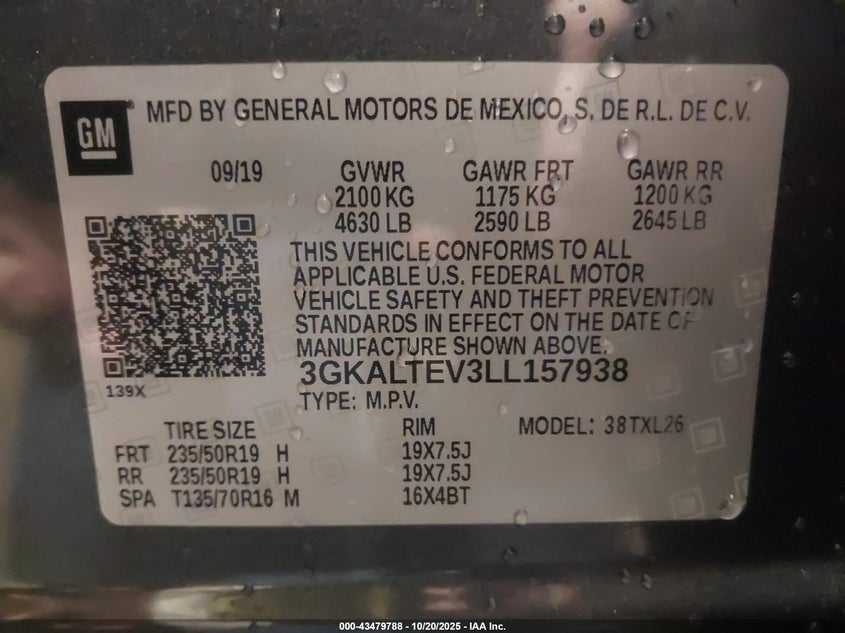 GM
MFD BY GENERAL MOTORS DE MEXICO, S. DE R.L. DE C.V.
09/19 GVWR GAWR FRT GAWR RR
2100 KG 1175 KG 1200 KG
4630 LB 2590 LB 2645 LB
THIS VEHICLE CONFORMS TO ALL
APPLICABLE U.S. FEDERAL MOTOR
VEHICLE SAFETY AND THEFT PREVENTION
STANDARDS IN EFFECT ON THE DATE OF
MANUFACTURE SHOWN ABOVE.
139X
3GKALTEV3LL157938
TYPE: M.P.V.
TIRE SIZE RIM MODEL: 38TXL26
FRT 235/50R19 H 19X7.5J
RR 235/50R19 H 19X7.5J
SPA T135/70R16 M 16X4BT
000-43479788 - 10/20/2025 - IAA Inc.